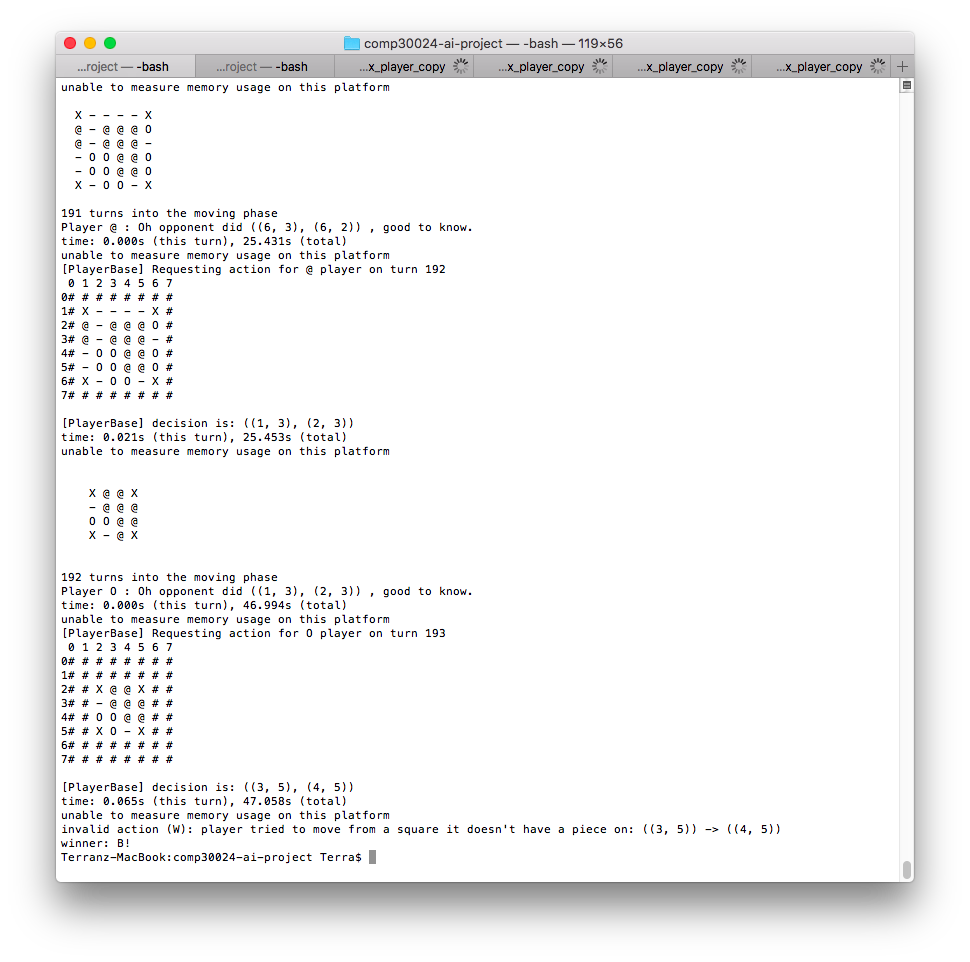 comp30024-ai-project — -bash — 119×56
...roject — -bash ...roject — -bash ...x_player_copy ...x_player_copy ...x_player_copy ...x_player_copy +
unable to measure memory usage on this platform
X - - - - X
@ - @ @ @ O
@ - @ @ @ -
- O O @ @ O
- O O @ @ O
X - O O - X
191 turns into the moving phase
Player @ : Oh opponent did ((6, 3), (6, 2)) , good to know.
time: 0.000s (this turn), 25.431s (total)
unable to measure memory usage on this platform
[PlayerBase] Requesting action for @ player on turn 192
0 1 2 3 4 5 6 7
0# # # # # # # #
1# X - - - - X #
2# @ - @ @ @ O #
3# @ - @ @ @ - #
4# - O O @ @ O #
5# - O O @ @ O #
6# X - O O - X #
7# # # # # # # #
[PlayerBase] decision is: ((1, 3), (2, 3))
time: 0.021s (this turn), 25.453s (total)
unable to measure memory usage on this platform
X @ @ X
- @ @ @
O O @ @
X - @ X
192 turns into the moving phase
Player O : Oh opponent did ((1, 3), (2, 3)) , good to know.
time: 0.000s (this turn), 46.994s (total)
unable to measure memory usage on this platform
[PlayerBase] Requesting action for O player on turn 193
0 1 2 3 4 5 6 7
0# # # # # # # #
1# # # # # # # #
2# # X @ @ X # #
3# # - @ @ @ # #
4# # O O @ @ # #
5# # X O - X # #
6# # # # # # # #
7# # # # # # # #
[PlayerBase] decision is: ((3, 5), (4, 5))
time: 0.065s (this turn), 47.058s (total)
unable to measure memory usage on this platform
invalid action (W): player tried to move from a square it doesn't have a piece on: ((3, 5)) -> ((4, 5))
winner: B!
Terranz-MacBook:comp30024-ai-project Terra$